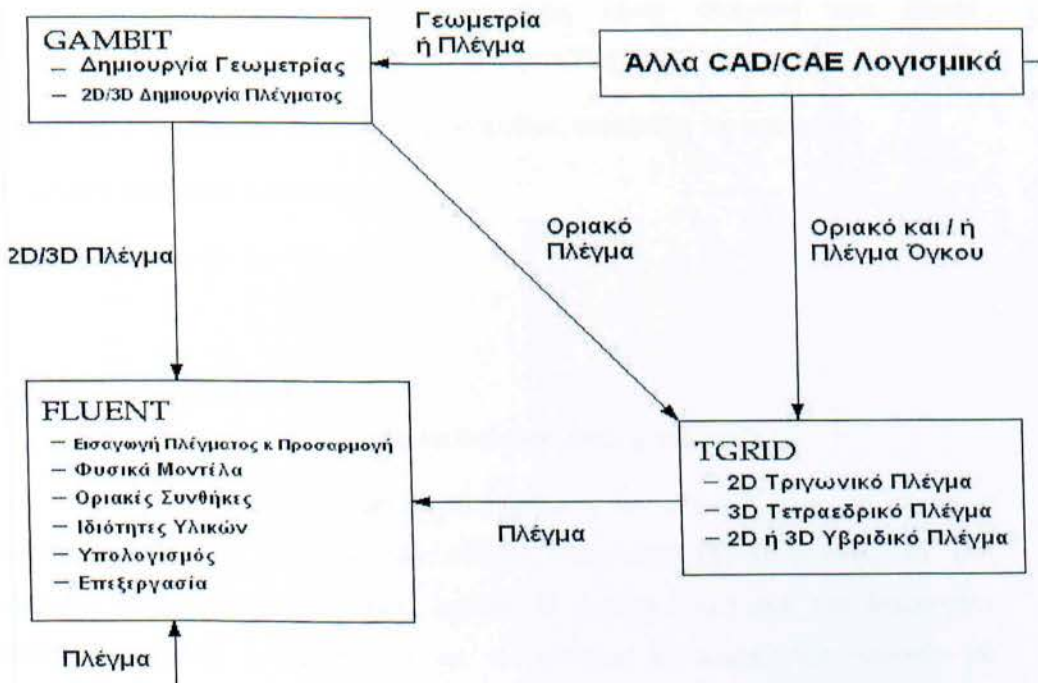 Γεωμετρία
ή Πλέγμα
GAMBIT
– Δημιουργία Γεωμετρίας
– 2D/3D Δημιουργία Πλέγματος
Άλλα CAD/CAE Λογισμικά
2D/3D Πλέγμα
Οριακό
Πλέγμα
Οριακό και / ή
Πλέγμα Όγκου
FLUENT
– Εισαγωγή Πλέγματος κ Προσαρμογή
– Φυσικά Μοντέλα
– Οριακές Συνθήκες
– Ιδιότητες Υλικών
– Υπολογισμός
– Επεξεργασία
Πλέγμα
TGRID
– 2D Τριγωνικό Πλέγμα
– 3D Τετραεδρικό Πλέγμα
– 2D ή 3D Υβριδικό Πλέγμα
Πλέγμα